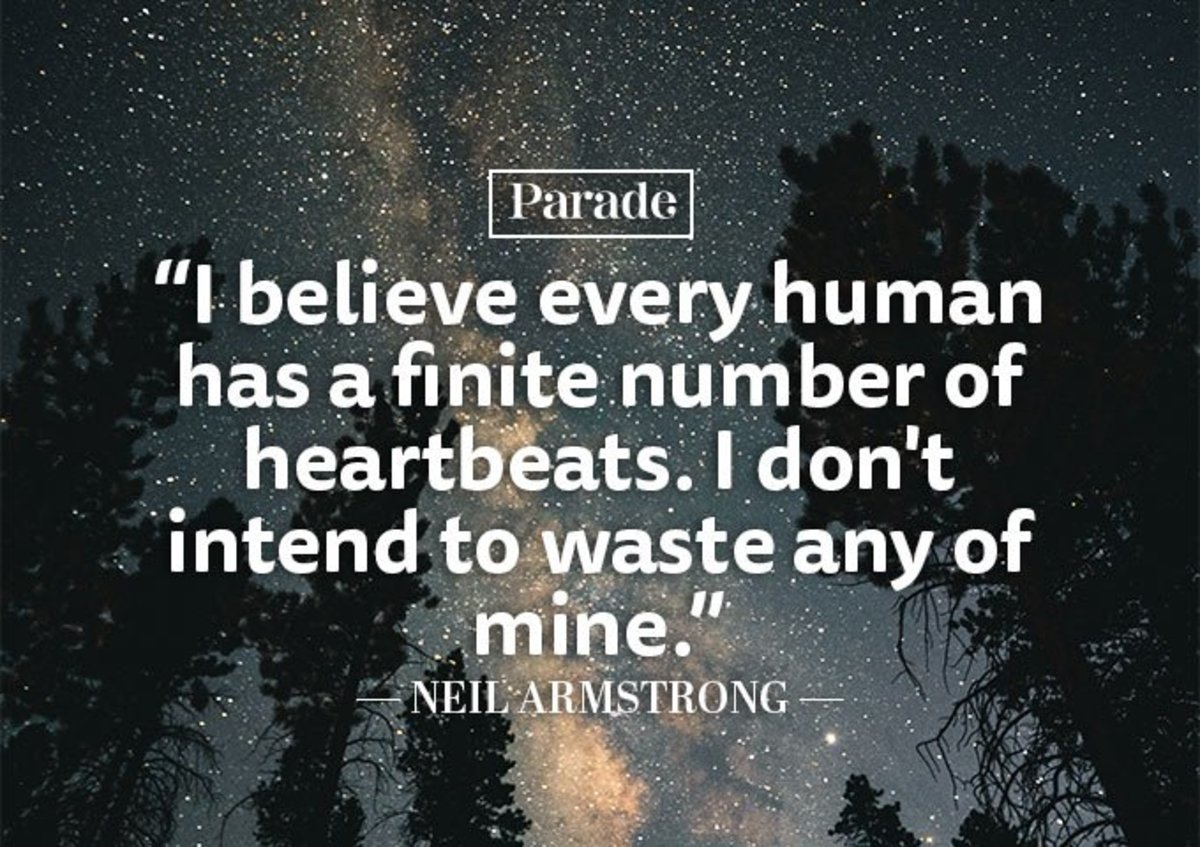 Parade
“I believe every human
has a finite number of
heartbeats. I don't
intend to waste any of
mine.”
— NEIL ARMSTRONG —